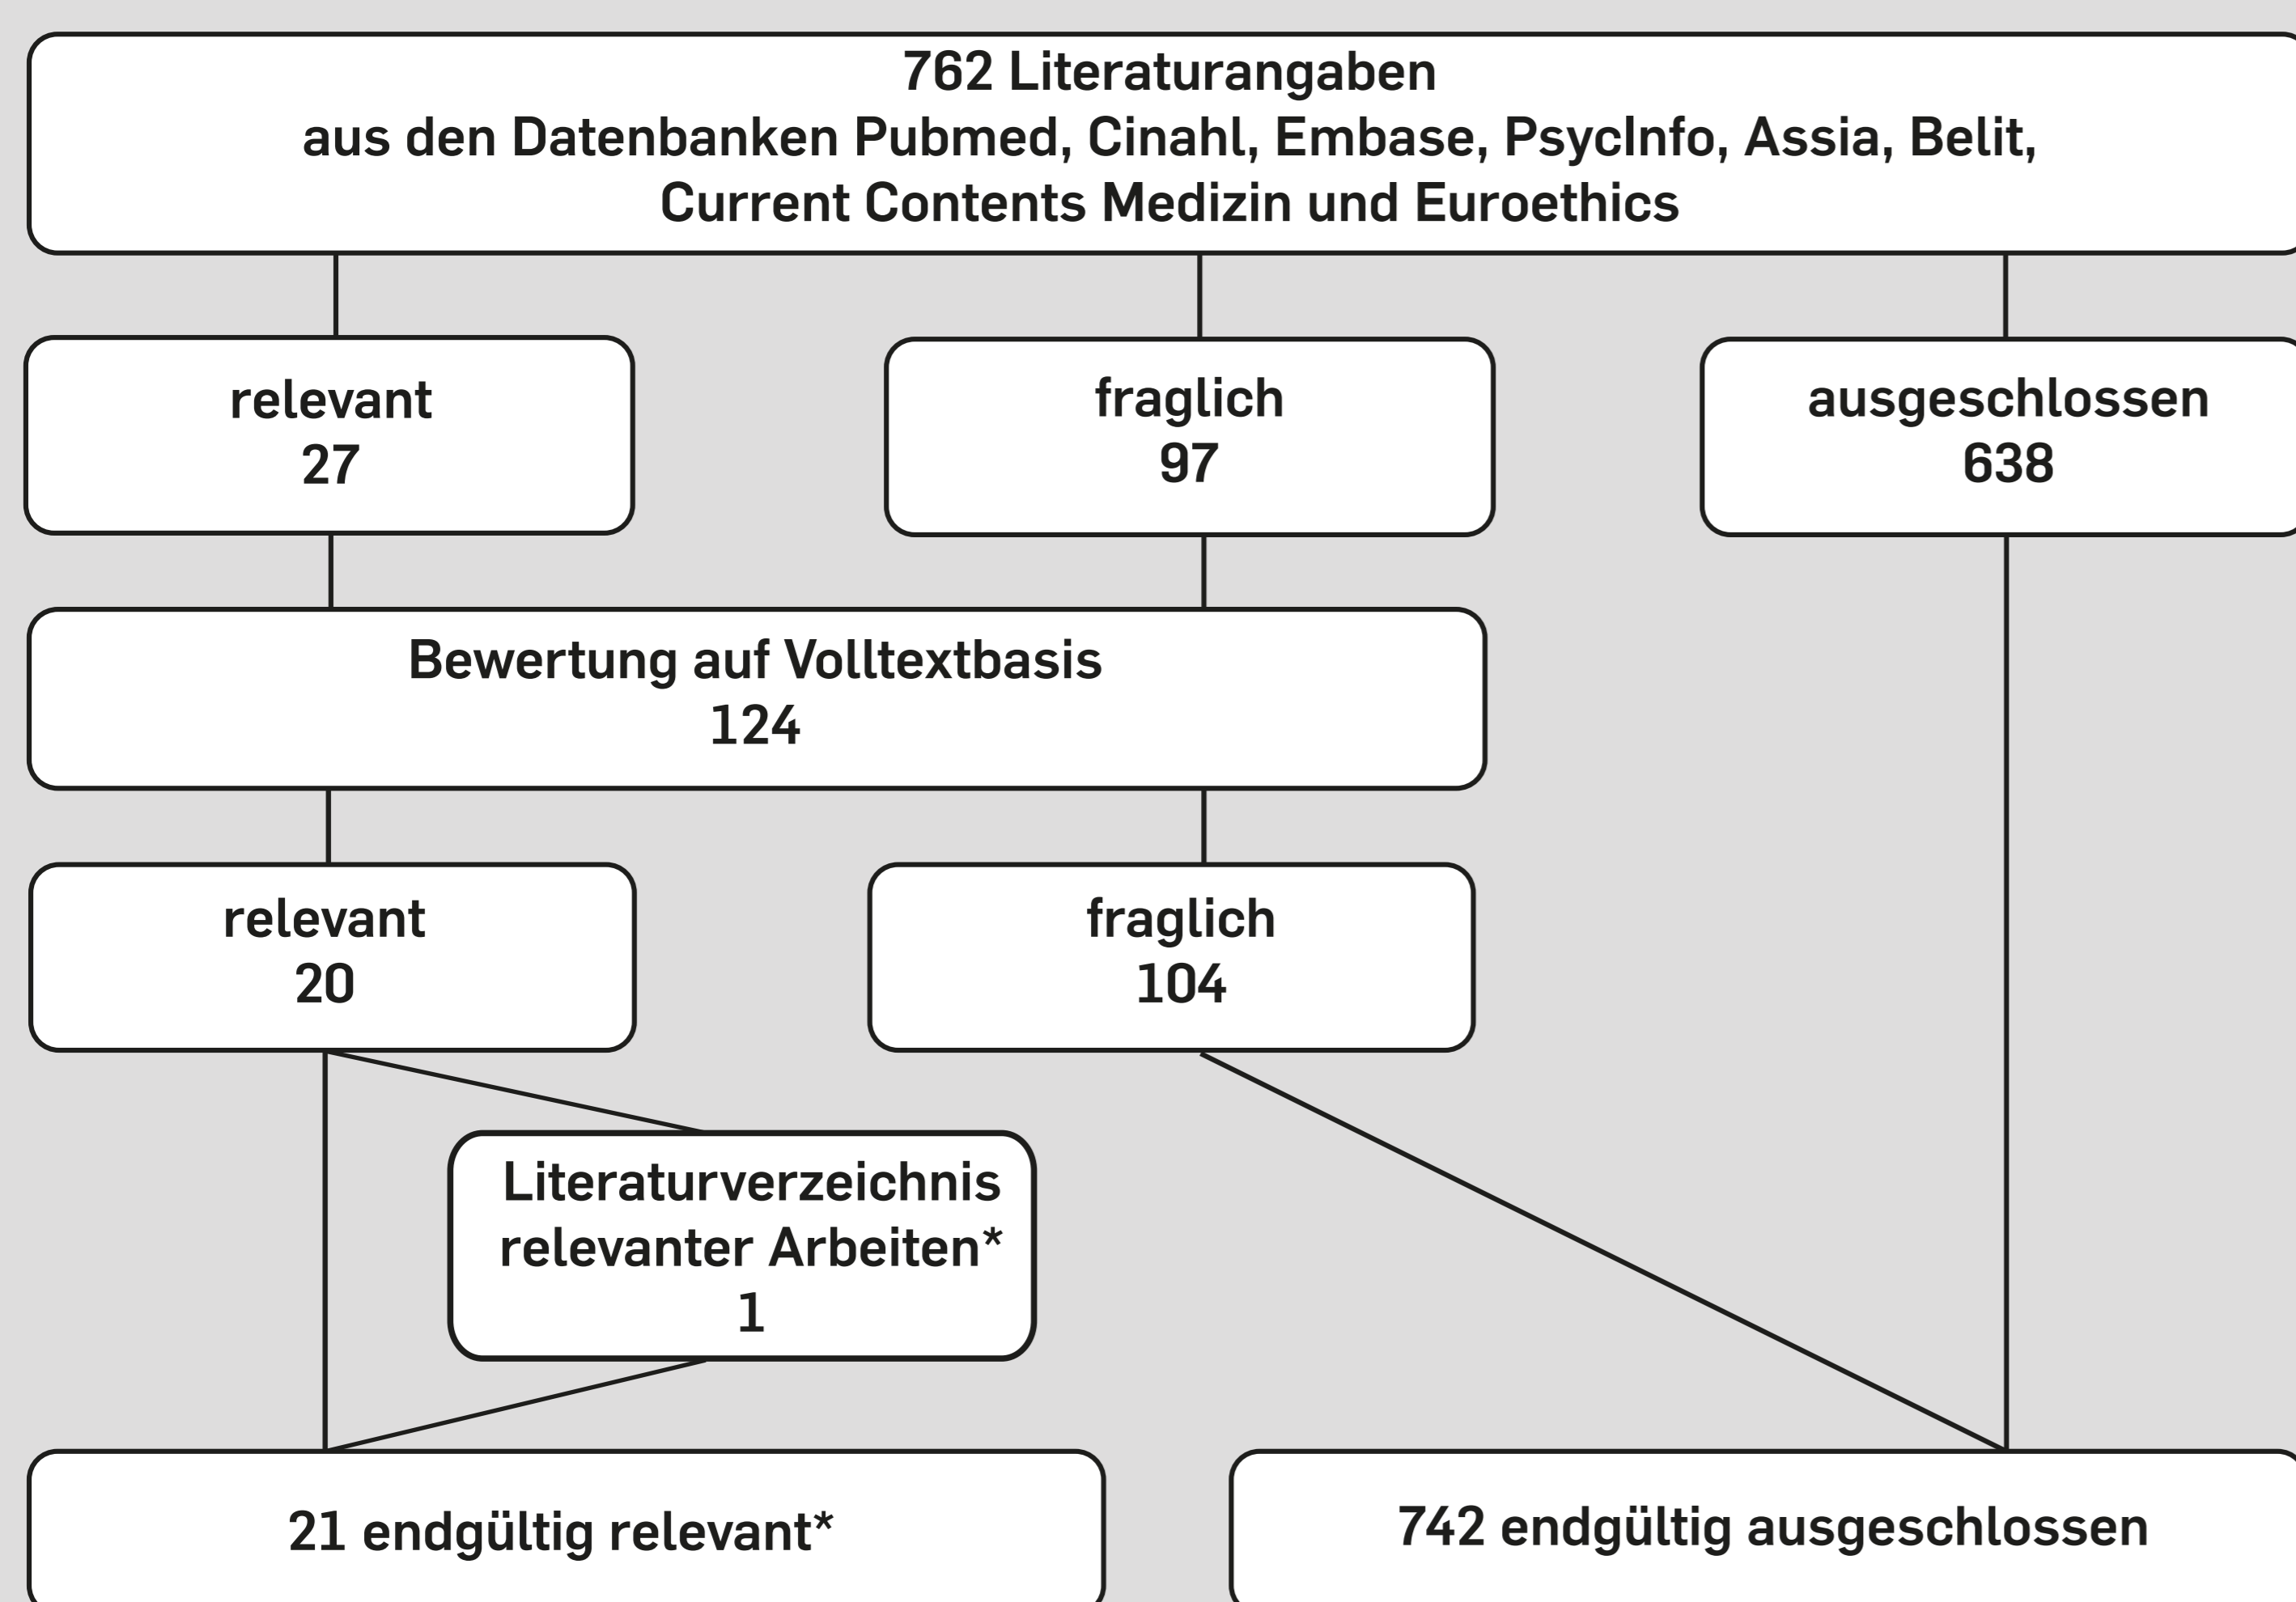 762 Literaturangaben
aus den Datenbanken Pubmed, Cinahl, Embase, PsycInfo, Assia, Belit,
Current Contents Medizin und Euroethics
relevant
27
fraglich
97
ausgeschlossen
638
Bewertung auf Volltextbasis
124
relevant
20
fraglich
104
Literaturverzeichnis
relevanter Arbeiten*
1
21 endgültig relevant*
742 endgültig ausgeschlossen